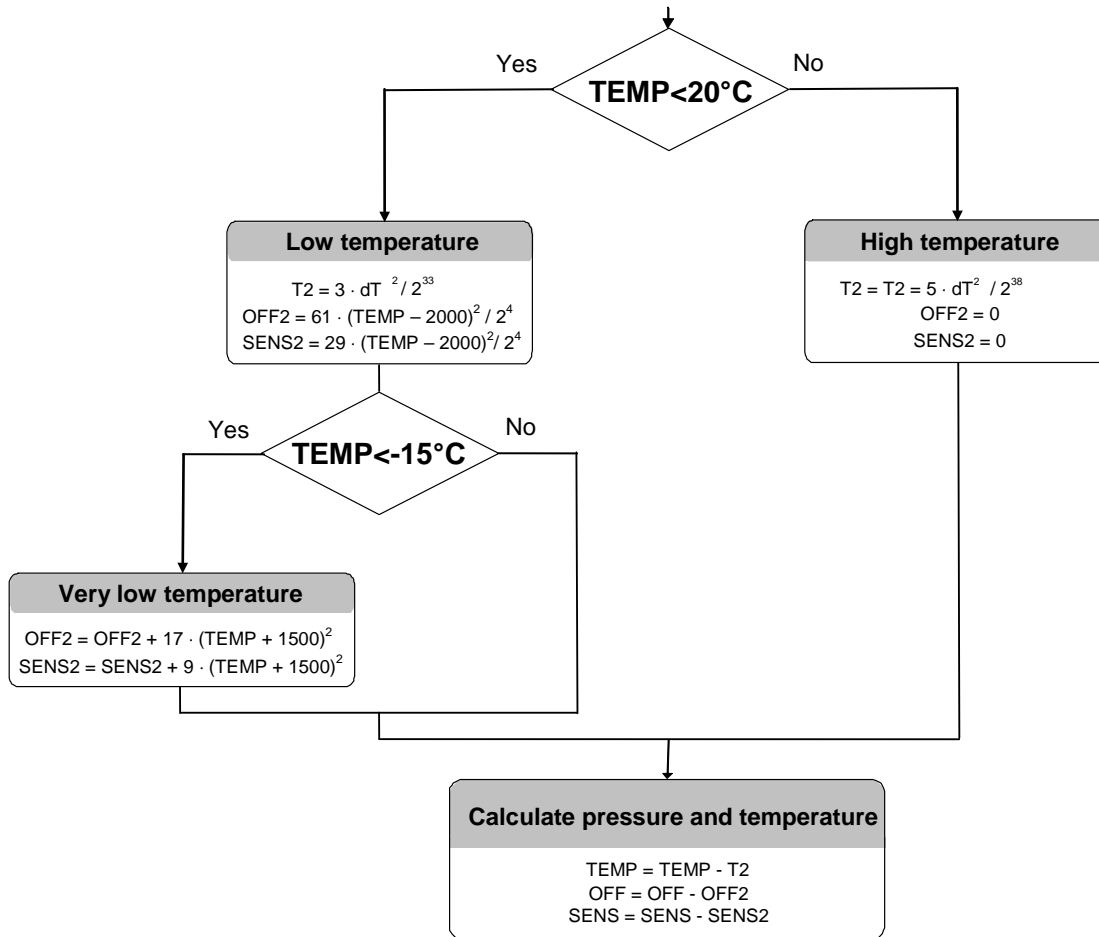 Yes
No
TEMP<20°C
Low temperature
T2 = 3 · dT ² / 2³³
OFF2 = 61 · (TEMP – 2000)² / 2⁴
SENS2 = 29 · (TEMP – 2000)²/ 2⁴
High temperature
T2 = T2 = 5 · dT² / 2³⁸
OFF2 = 0
SENS2 = 0
Yes
No
TEMP<-15°C
Very low temperature
OFF2 = OFF2 + 17 · (TEMP + 1500)²
SENS2 = SENS2 + 9 · (TEMP + 1500)²
Calculate pressure and temperature
TEMP = TEMP - T2
OFF = OFF - OFF2
SENS = SENS - SENS2